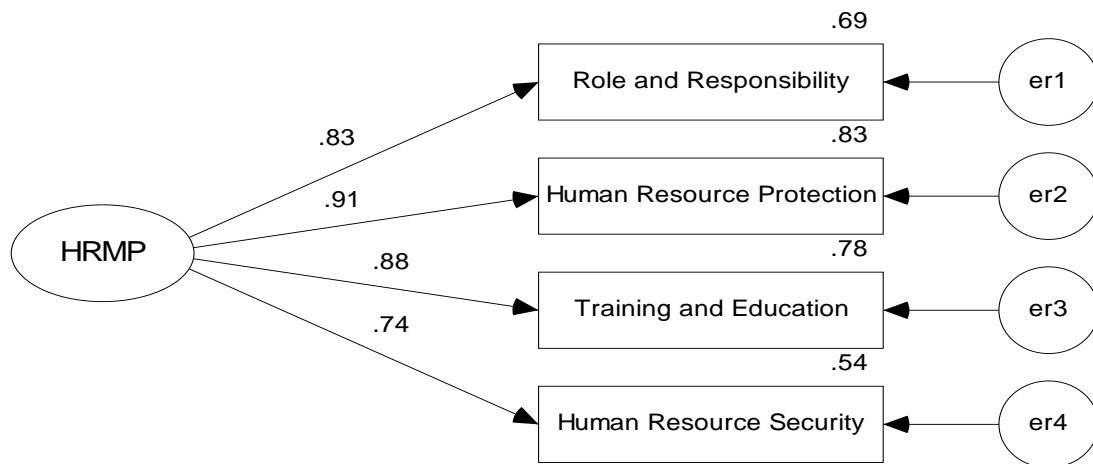 .69
Role and Responsibility
er1
.83
.83
Human Resource Protection
er2
.91
HRMP
.78
.88
Training and Education
er3
.74
.54
Human Resource Security
er4